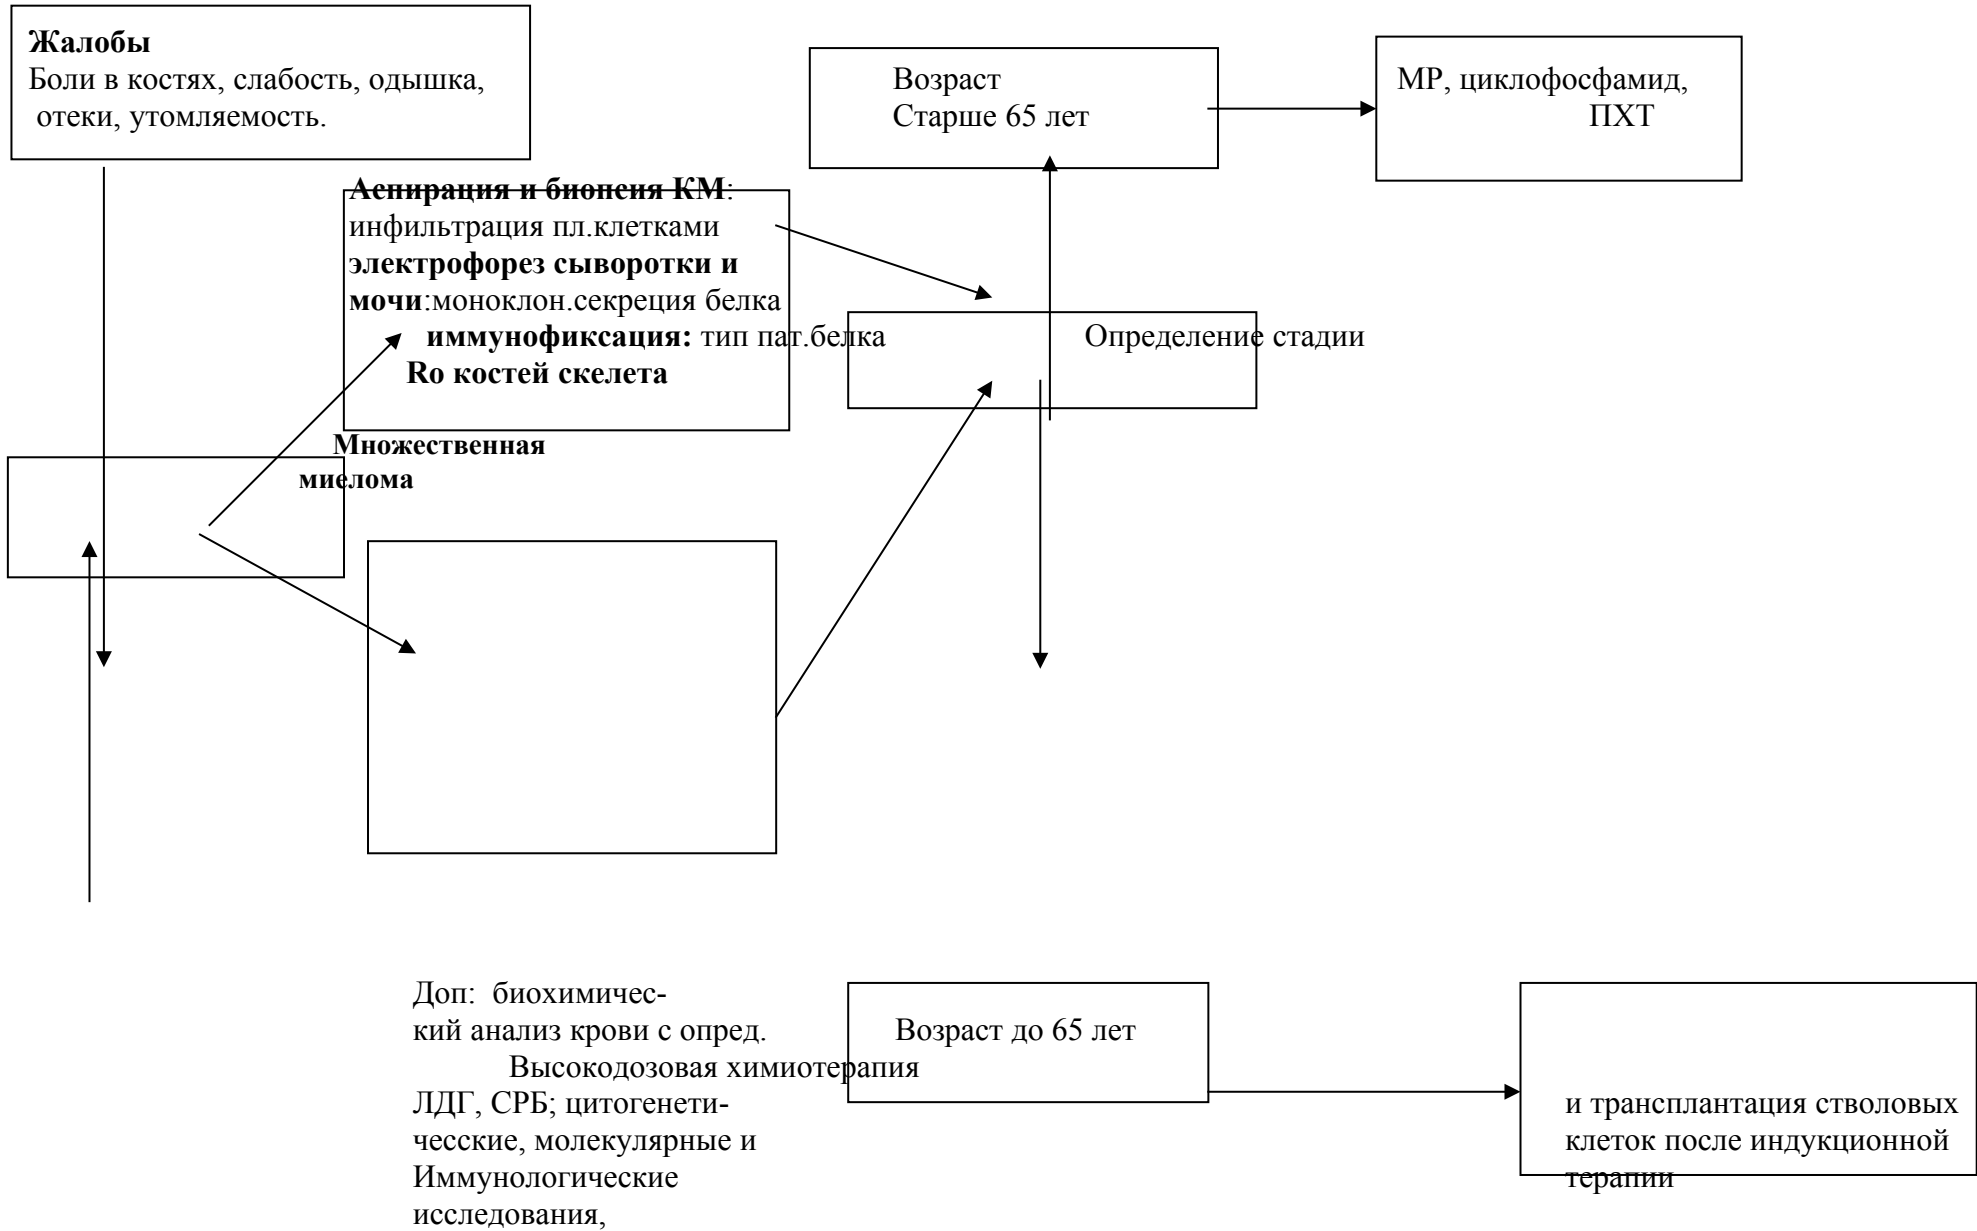 Жалобы
Боли в костях, слабость, одышка,
отеки, утомляемость.
Возраст
Старше 65 лет
МР, циклофосфамид,
ПХТ
Аспирация и биопсия КМ:
инфильтрация пл.клетками
электрофорез сыворотки и
мочи:моноклон.секреция белка
иммунофиксация: тип пат.белка
Ro костей скелета
Определение стадии
Множественная
миелома
Доп: биохимичес-
кий анализ крови с опред.
Высокодозовая химиотерапия
ЛДГ, СРБ; цитогенети-
чесские, молекулярные и
Иммунологические
исследования,
Возраст до 65 лет
и трансплантация стволовых
клеток после индукционной
терапии